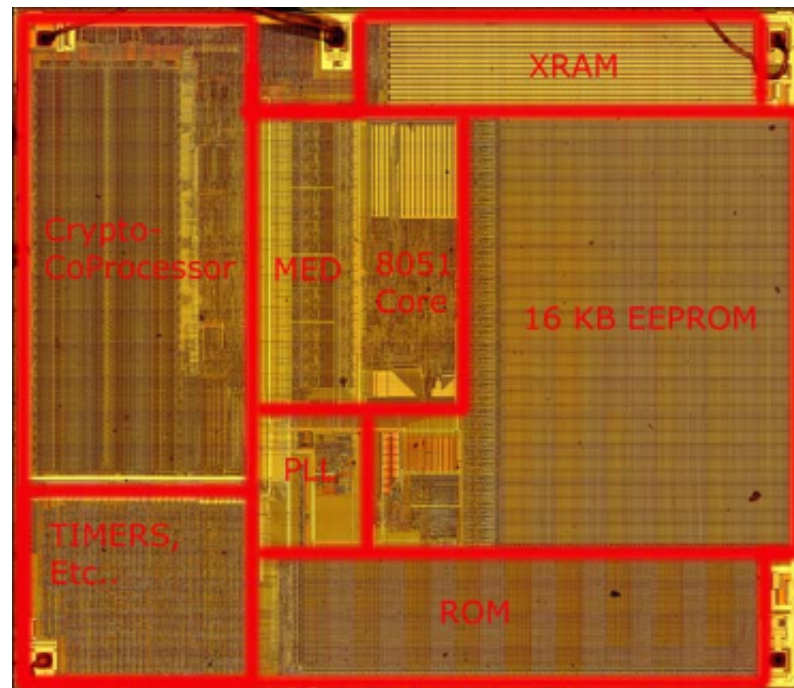 XRAM
Crypto-
CoProcessor
MED
8051
Core
16 KB EEPROM
PLL
TIMERS,
Etc..
ROM